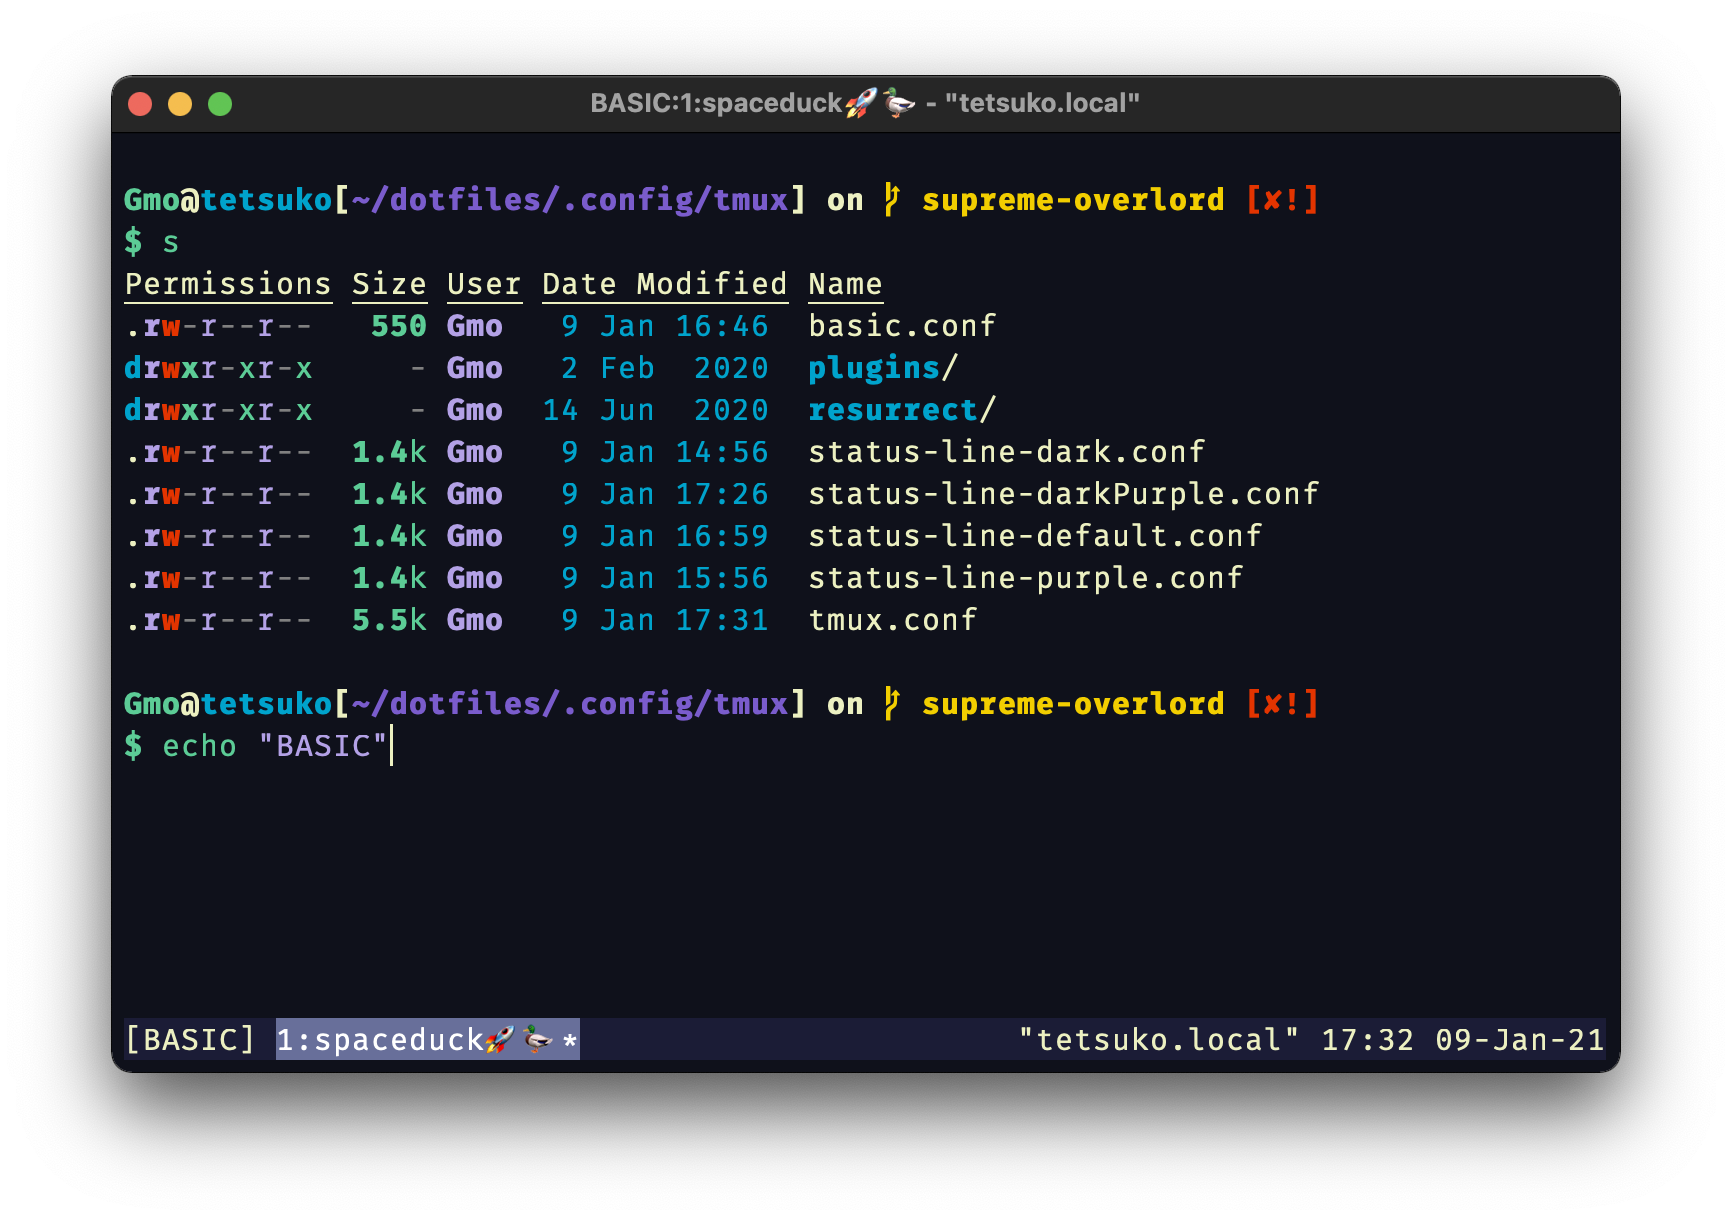 BASIC:1:spaceduck🚀🦆 - "tetsuko.local"
Gmo@tetsuko[~/dotfiles/.config/tmux] on  supreme-overlord [✘!]
$ s
Permissions Size User Date Modified Name
.rw-r--r--   550 Gmo   9 Jan 16:46  basic.conf
drwxr-xr-x     - Gmo   2 Feb  2020  plugins/
drwxr-xr-x     - Gmo  14 Jun  2020  resurrect/
.rw-r--r--  1.4k Gmo   9 Jan 14:56  status-line-dark.conf
.rw-r--r--  1.4k Gmo   9 Jan 17:26  status-line-darkPurple.conf
.rw-r--r--  1.4k Gmo   9 Jan 16:59  status-line-default.conf
.rw-r--r--  1.4k Gmo   9 Jan 15:56  status-line-purple.conf
.rw-r--r--  5.5k Gmo   9 Jan 17:31  tmux.conf
Gmo@tetsuko[~/dotfiles/.config/tmux] on  supreme-overlord [✘!]
$ echo "BASIC"
[BASIC] 1:spaceduck🚀🦆* "tetsuko.local" 17:32 09-Jan-21